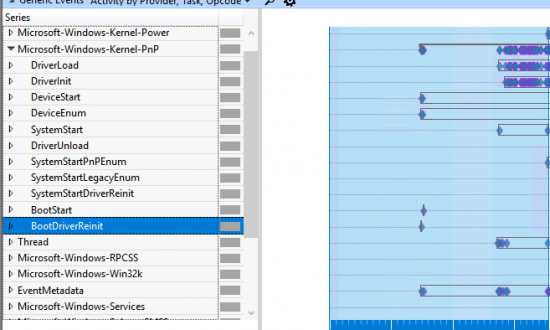 Generic Events Activity by Provider, Task, Opcode
Series
Microsoft-Windows-Kernel-Power
Microsoft-Windows-Kernel-PnP
DriverLoad
DriverInit
DeviceStart
DeviceEnum
SystemStart
DriverUnload
SystemStartPnPEnum
SystemStartLegacyEnum
SystemStartDriverReinit
BootStart
BootDriverReinit
Thread
Microsoft-Windows-RPCSS
Microsoft-Windows-Win32k
EventMetadata
Microsoft-Windows-Services